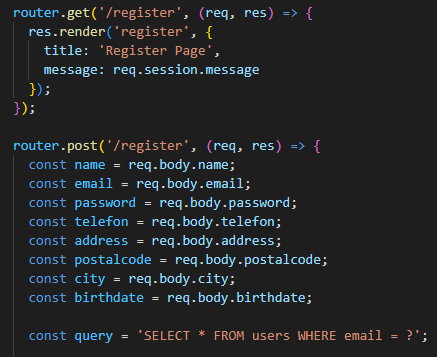 router.get('/register', (req, res) => {
  res.render('register', {
    title: 'Register Page',
    message: req.session.message
  });
});

router.post('/register', (req, res) => {
  const name = req.body.name;
  const email = req.body.email;
  const password = req.body.password;
  const telefon = req.body.telefon;
  const address = req.body.address;
  const postalcode = req.body.postalcode;
  const city = req.body.city;
  const birthdate = req.body.birthdate;

  const query = 'SELECT * FROM users WHERE email = ?';